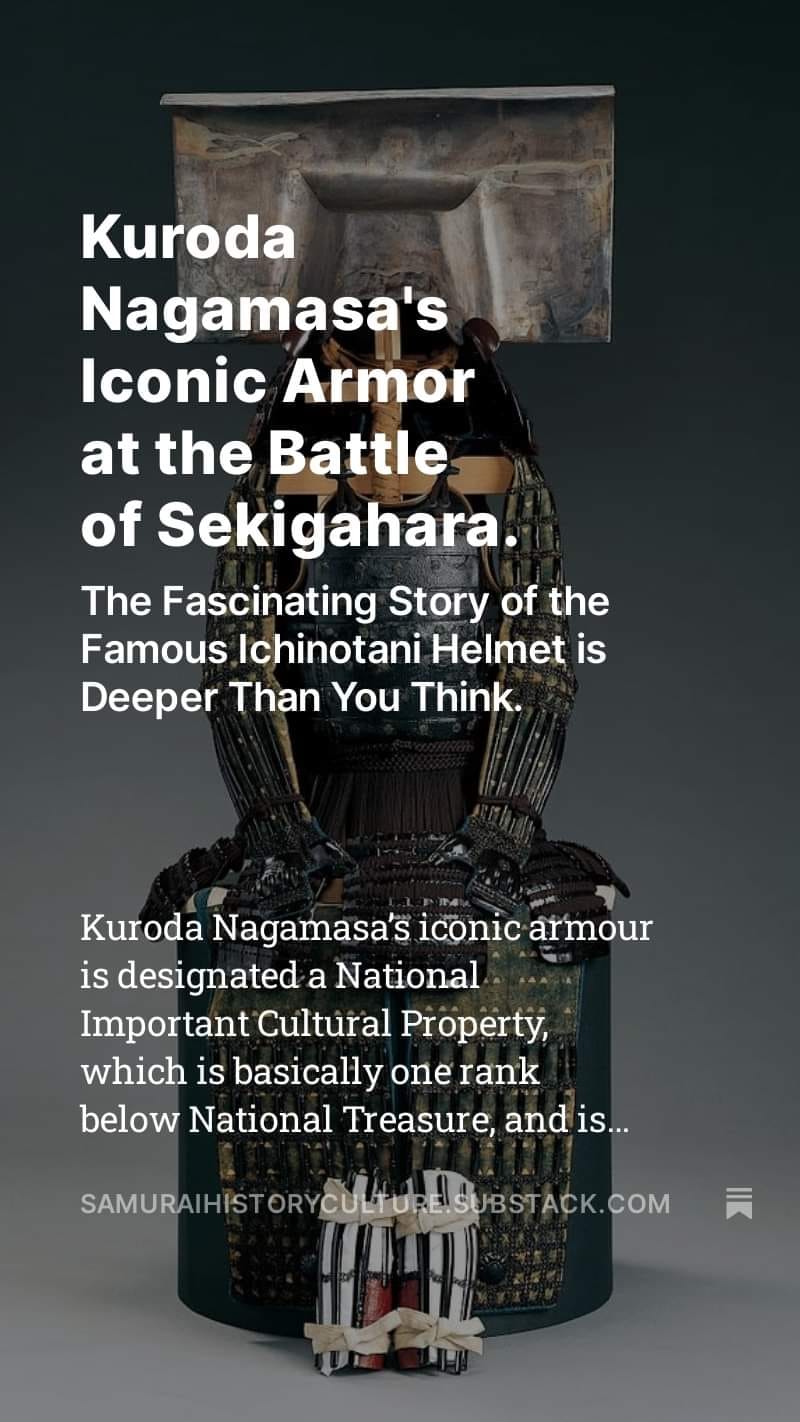 Kuroda
Nagamasa's
Iconic Armor
at the Battle
of Sekigahara.
The Fascinating Story of the
Famous Ichinotani Helmet is
Deeper Than You Think.
Kuroda Nagamasa’s iconic armour
is designated a National
Important Cultural Property,
which is basically one rank
below National Treasure, and is...
SAMURAIHISTORYCULTURE.SUBSTACK.COM